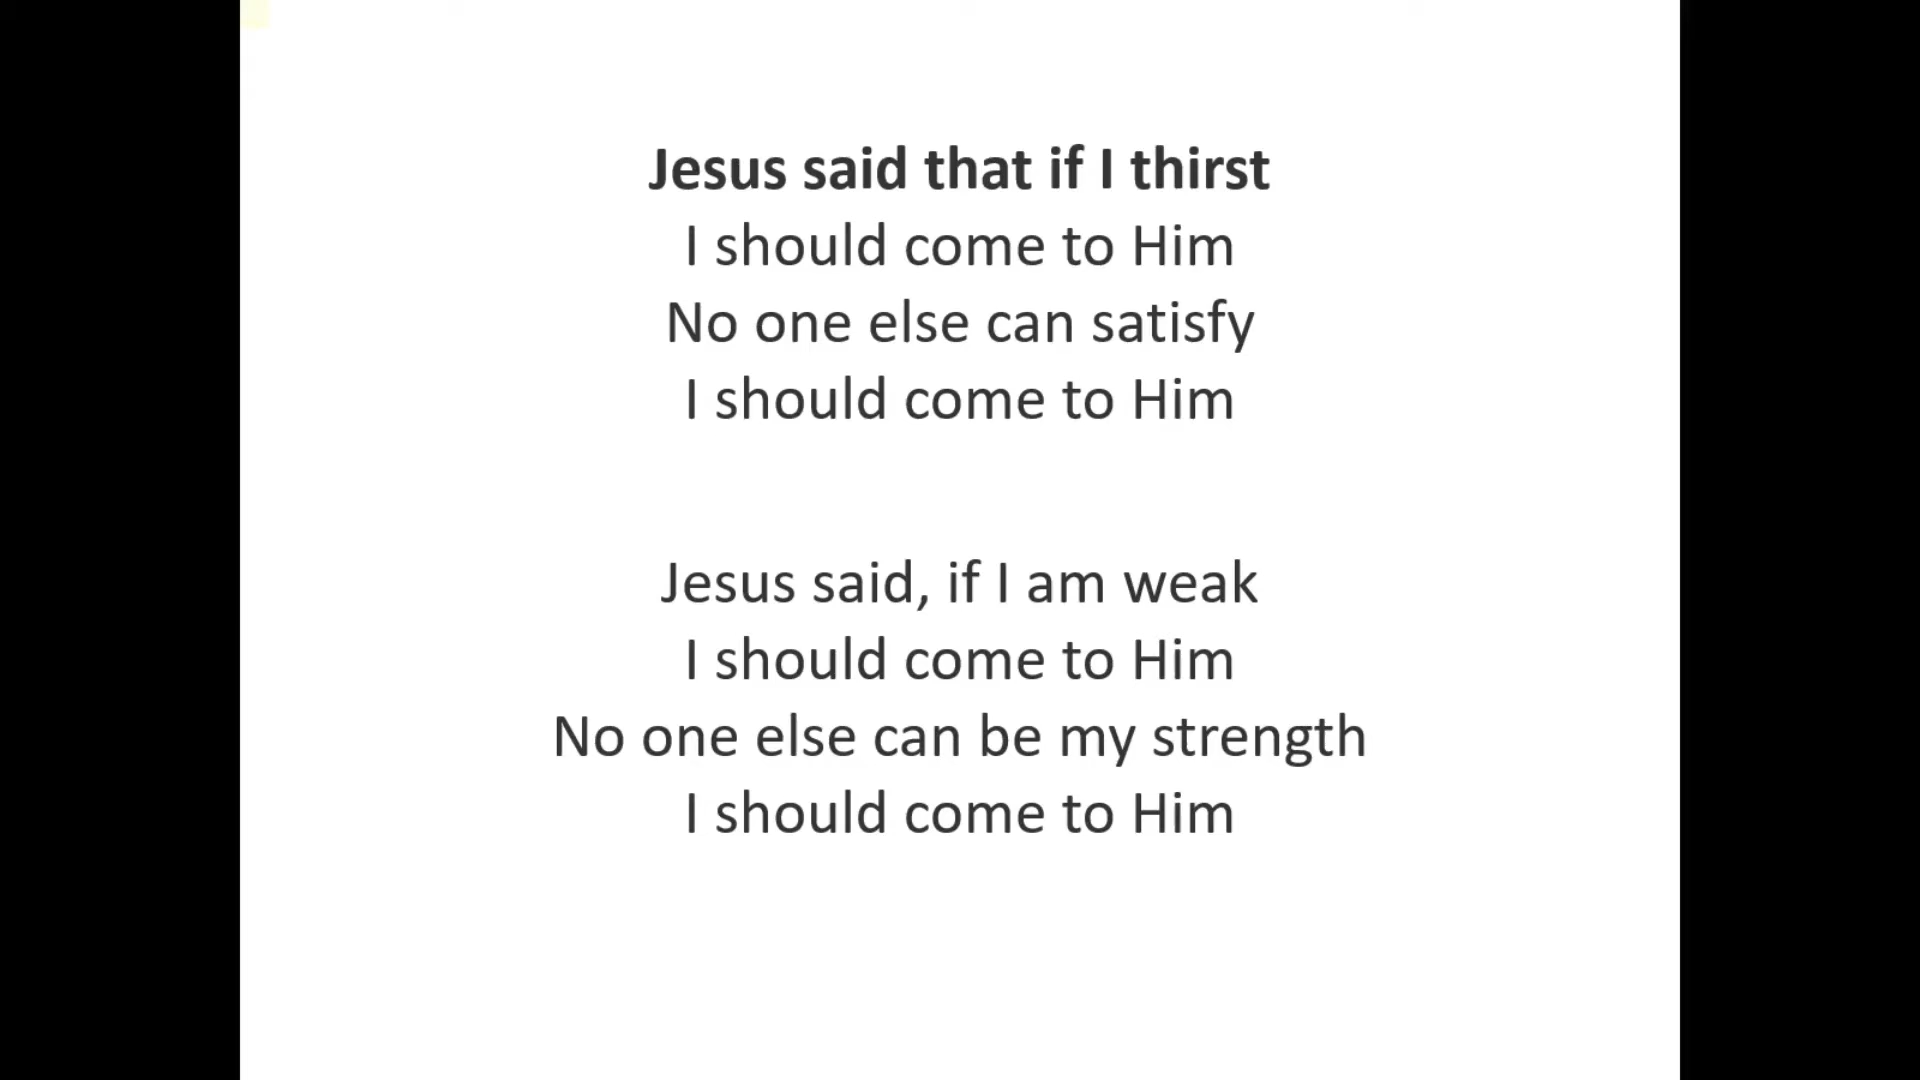 Jesus said that if I thirst
I should come to Him
No one else can satisfy
I should come to Him
Jesus said, if I am weak
I should come to Him
No one else can be my strength
I should come to Him